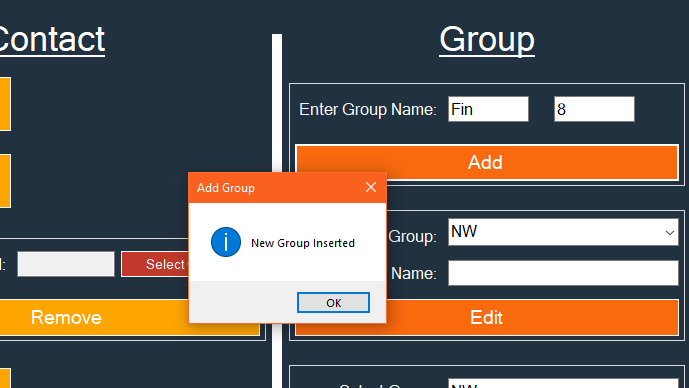 Contact
Group
Enter Group Name: Fin 8
Add
Add Group
New Group Inserted
OK
Group: NW
Name:
Select
Remove
Edit
NW